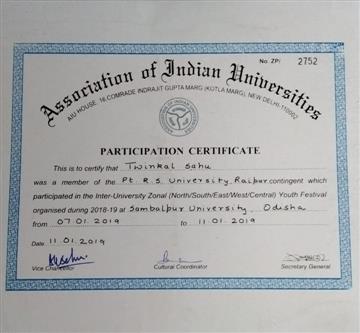 No. ZP/ 2752
Association of Indian Universities
AIU HOUSE, 16, COMRADE INDRAJIT GUPTA MARG (KOTLA MARG), NEW DELHI-110002
PARTICIPATION CERTIFICATE
This is to certify that Twinkal Sahu
was a member of the Pt. R.S. University, Raipur contingent which
participated in the Inter-University Zonal (North/South/East/West/Central) Youth Festival
organised during 2018-19 at Sambalpur University, Odisha
from 07.01.2019 to 11.01.2019
Date 11.01.2019
Vice Chancellor Cultural Coordinator Secretary General